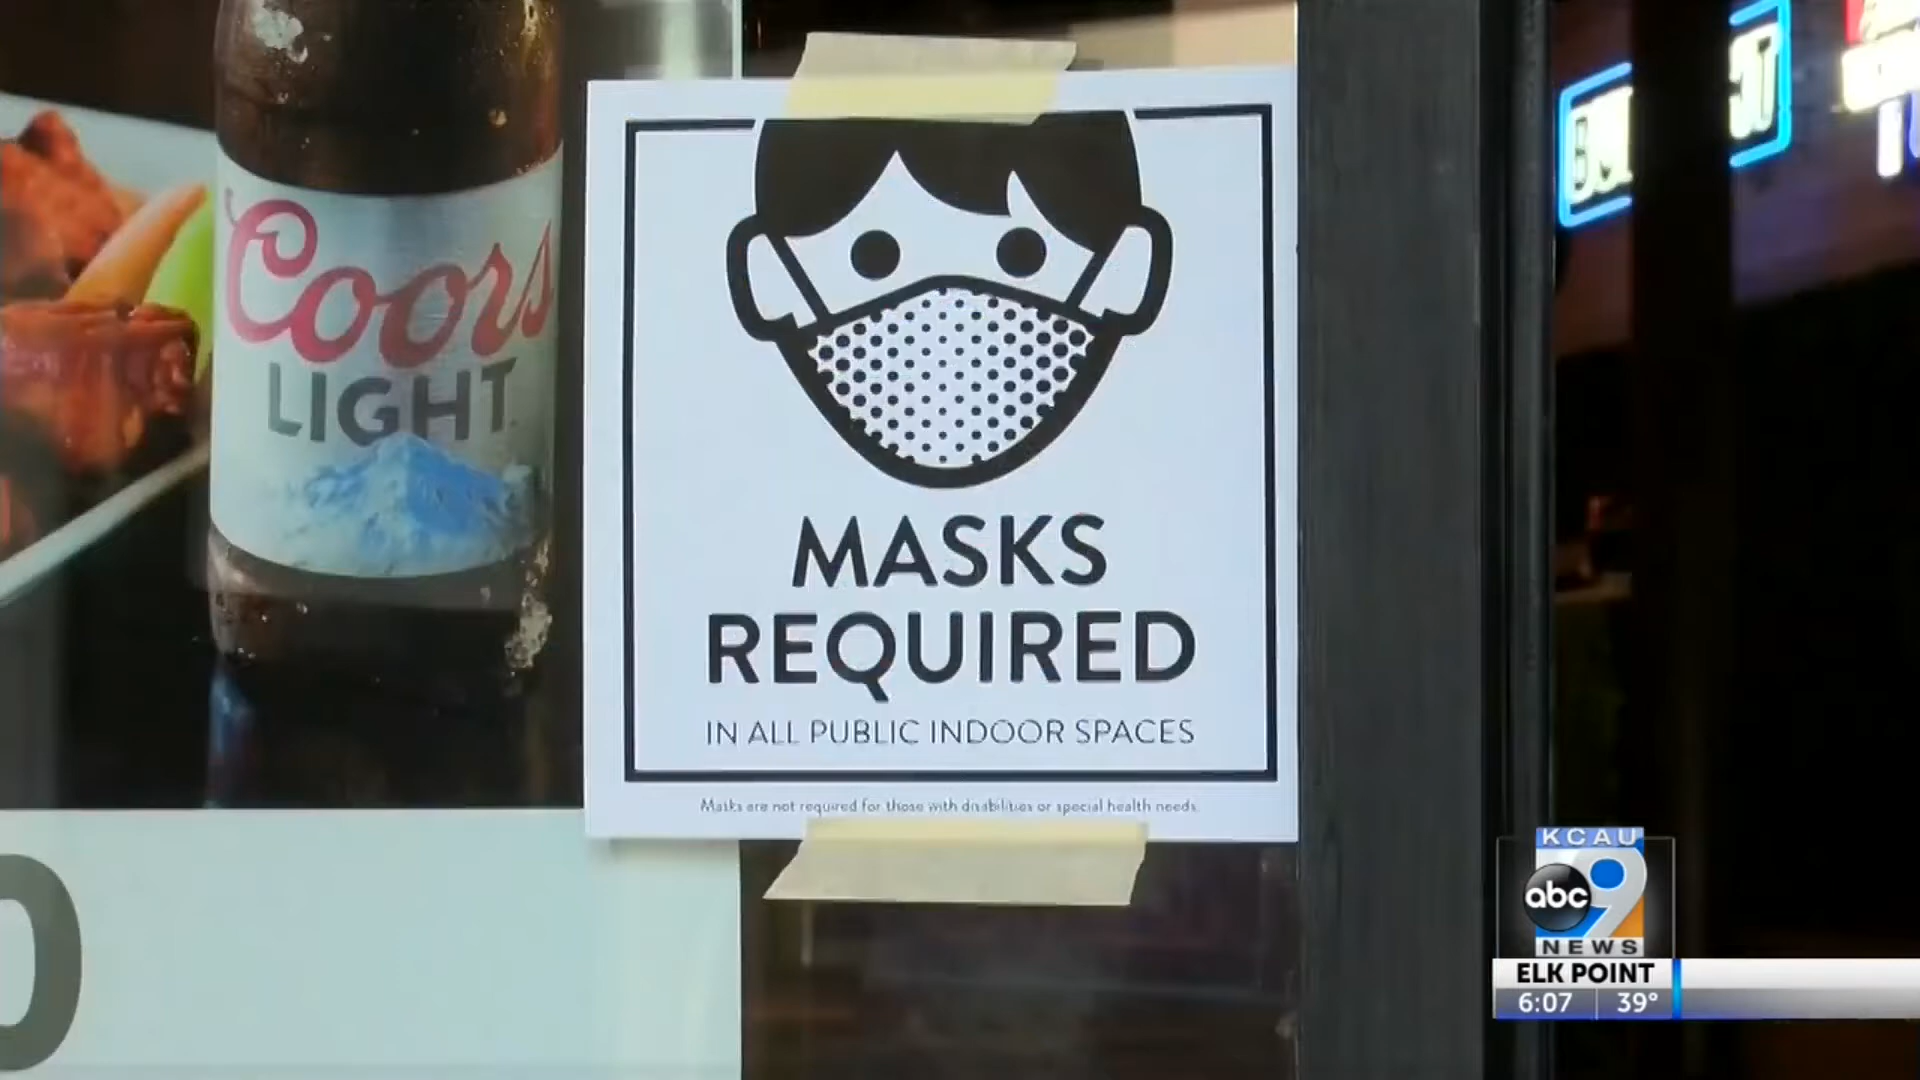 Coors
LIGHT
MASKS
REQUIRED
IN ALL PUBLIC INDOOR SPACES
Masks are not required for those with disabilities or special health needs.
KCAU
abc 9
NEWS
ELK POINT
6:07 39°